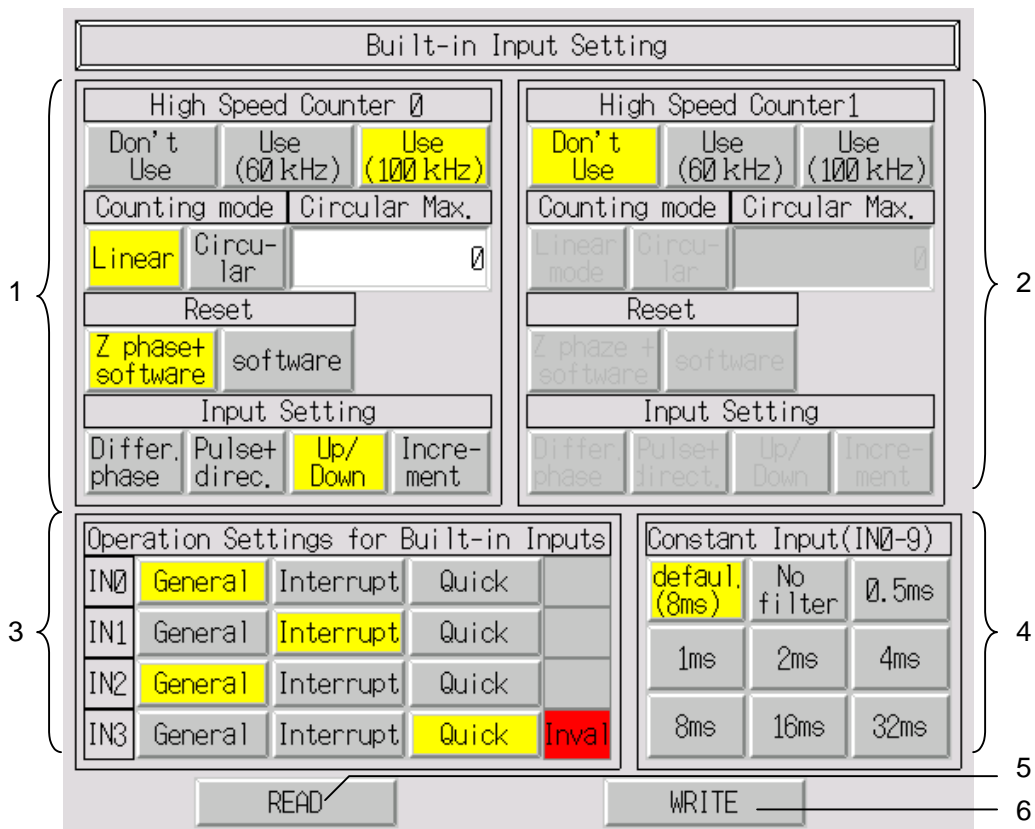 Built-in Input Setting
High Speed Counter 0
Don't Use
Use (60 kHz)
Use (100 kHz)
Counting mode
Circular Max.
Linear
Circu-
lar
0
Reset
Z phase+
software
software
Input Setting
Differ.
phase
Pulse+
direc.
Up/
Down
Incre-
ment
1
High Speed Counter1
Don't
Use
Use
(60 kHz)
Use
(100 kHz)
Counting mode
Circular Max.
Linear
mode
Circu-
lar
0
Reset
Z phaze +
software
software
Input Setting
Differ.
phase
Pulse+
direct.
Up/
Down
Incre-
ment
2
Operation Settings for Built-in Inputs
IN0 General Interrupt Quick
IN1 General Interrupt Quick
IN2 General Interrupt Quick
IN3 General Interrupt Quick Inval
3
Constant Input(IN0-9)
defaul.
(8ms)
No
filter
0.5ms
1ms 2ms 4ms
8ms 16ms 32ms
4
READ
5
WRITE
6